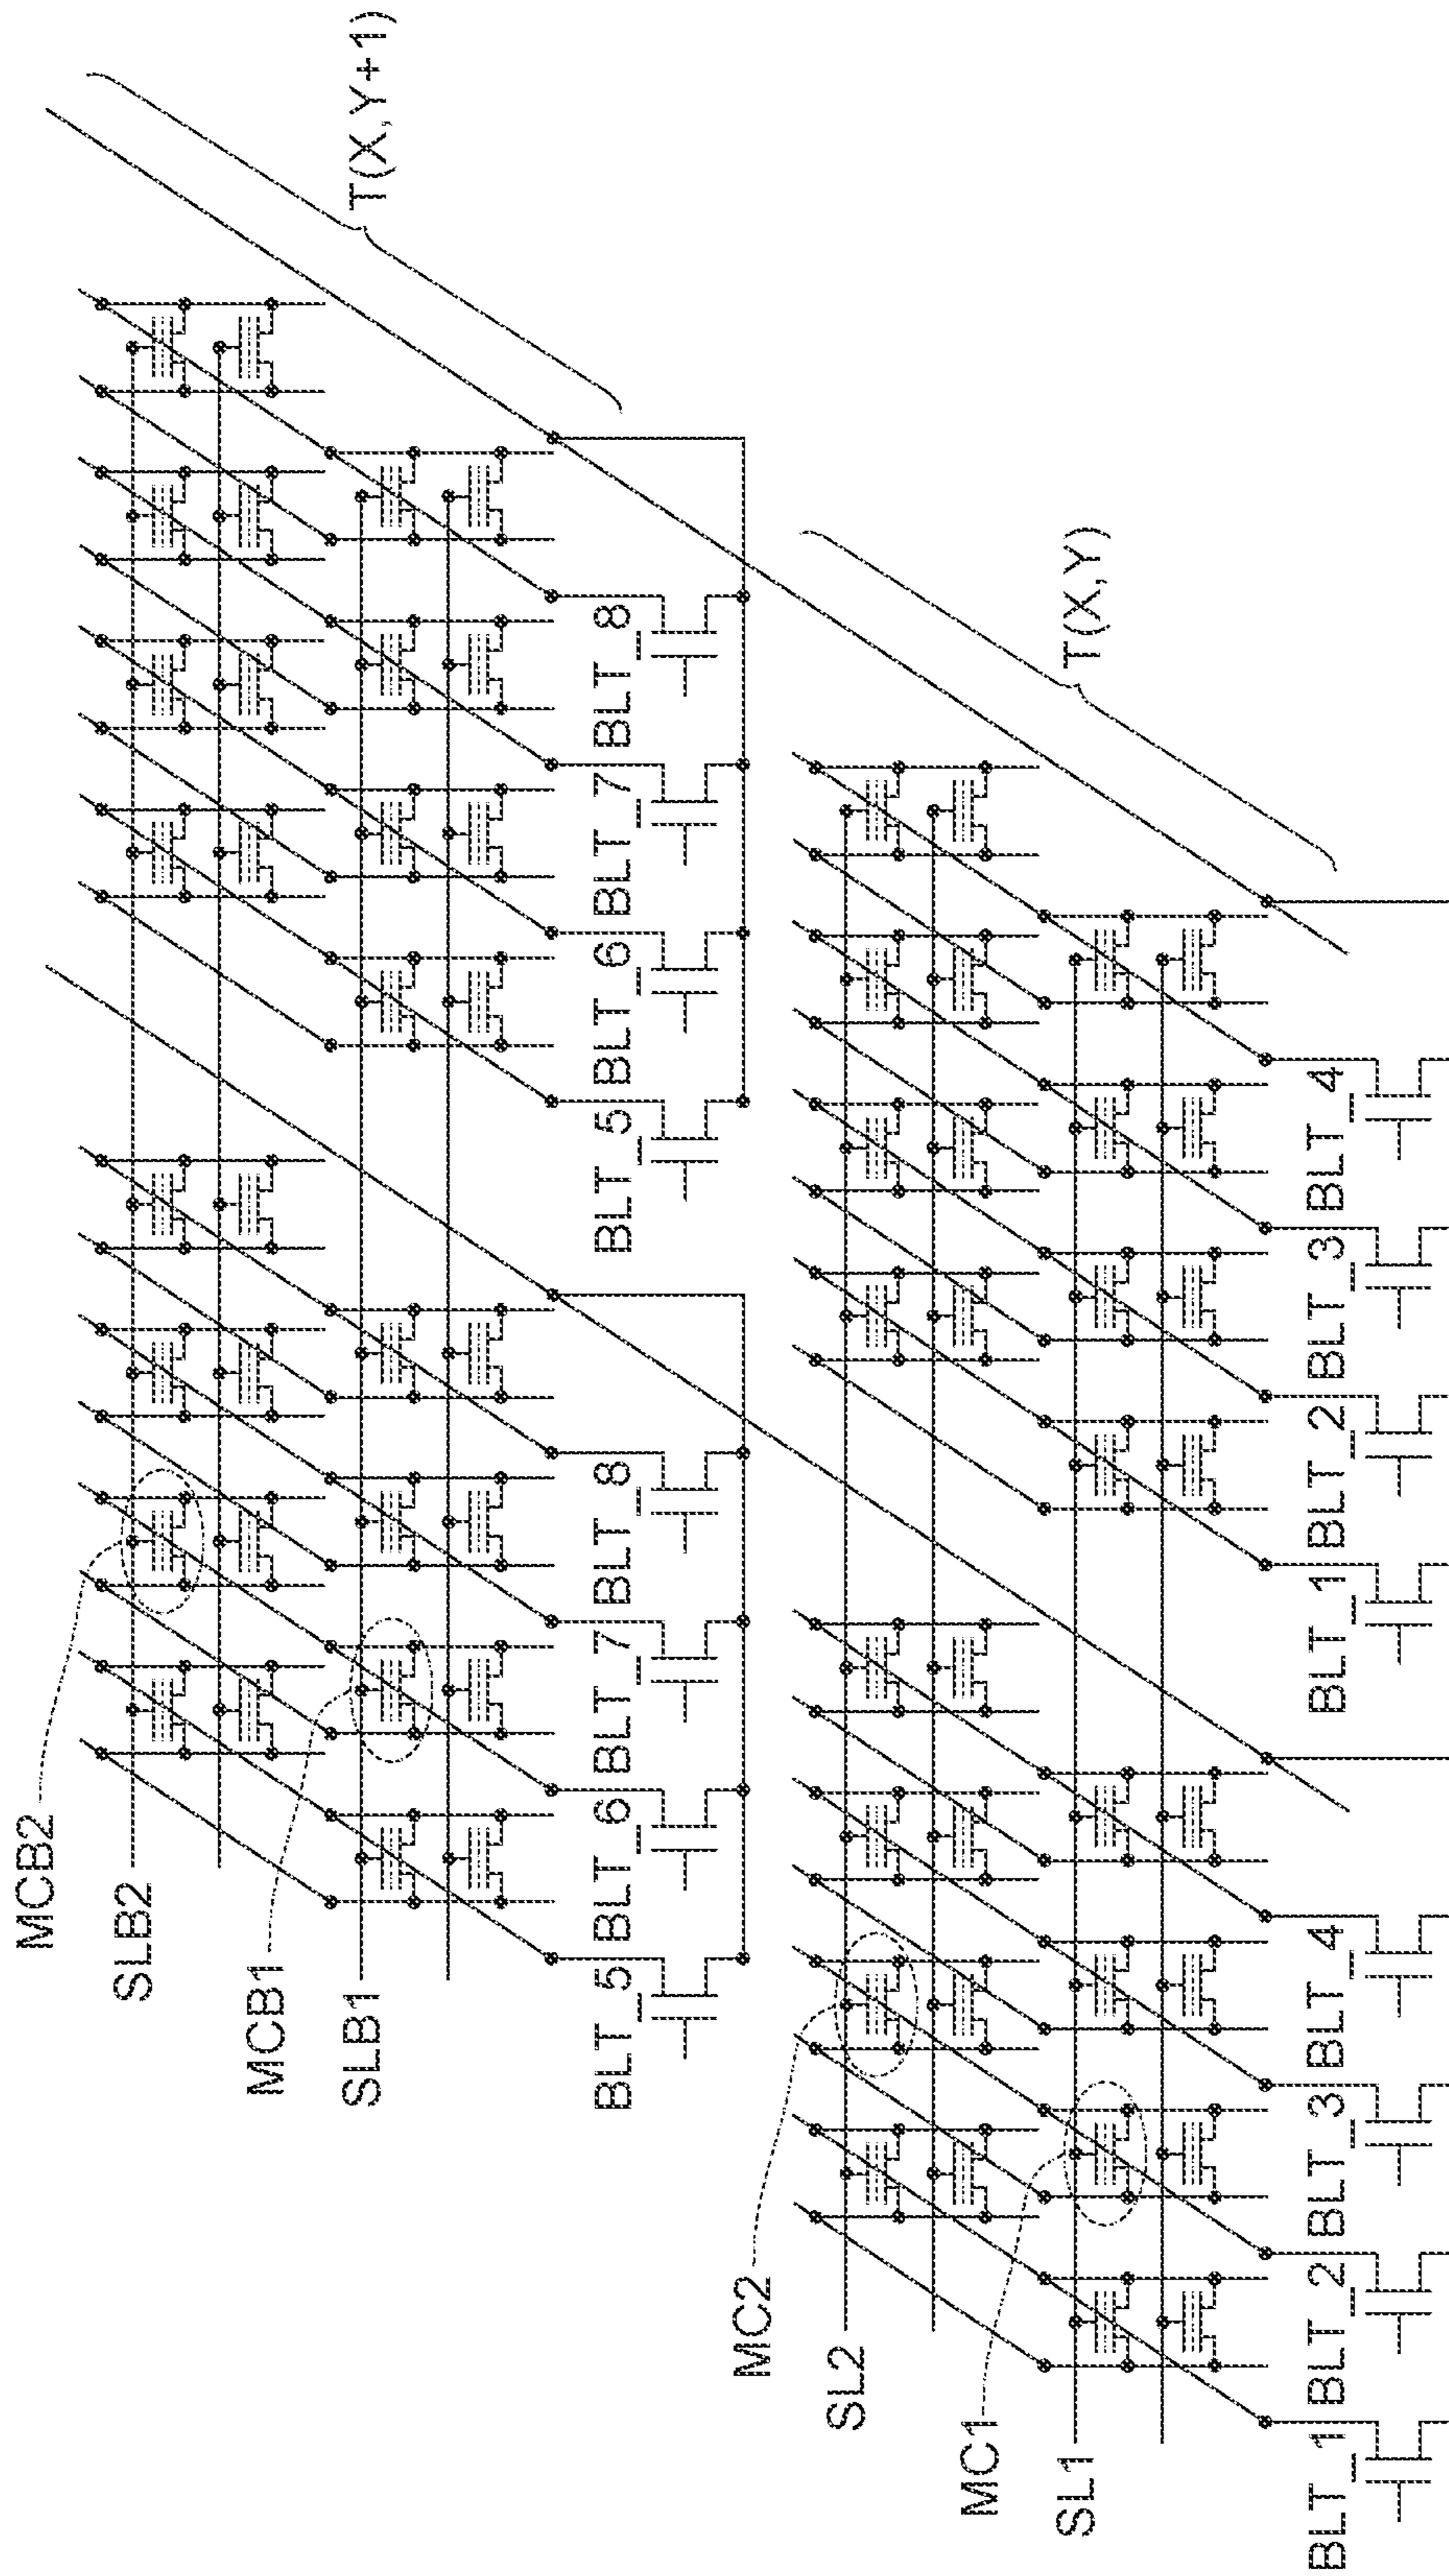 MCB2
SLB2
MCB1
SLB1
BLT_5 BLT_6 BLT_7 BLT_8
BLT_5 BLT_6 BLT_7 BLT_8
T(X,Y+1)
MC2
SL2
MC1
SL1
BLT_1 BLT_2 BLT_3 BLT_4
BLT_1 BLT_2 BLT_3 BLT_4
T(X,Y)